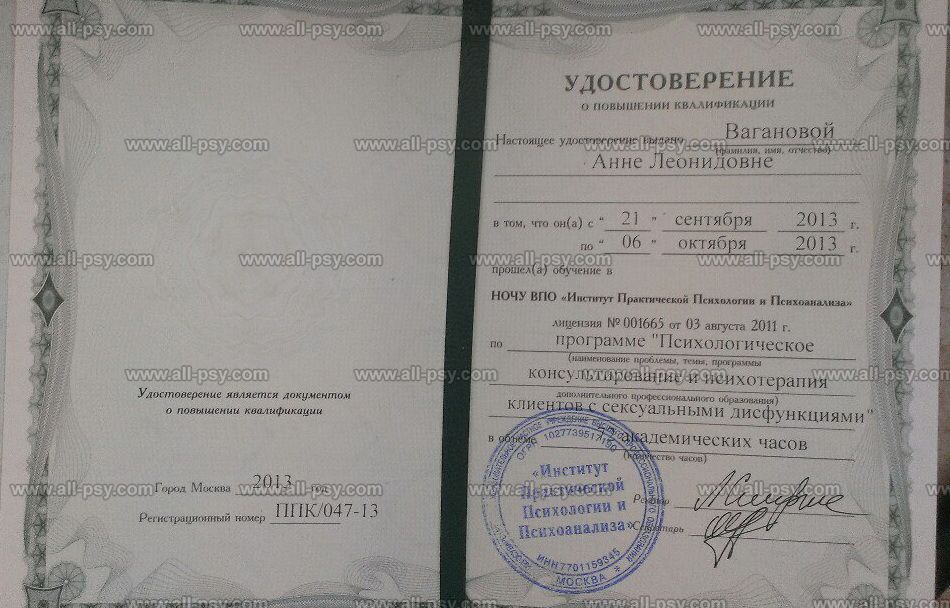 Удостоверение является документом
о повышении квалификации
Город Москва 2013 год
Регистрационный номер ППК/047-13
УДОСТОВЕРЕНИЕ
О ПОВЫШЕНИИ КВАЛИФИКАЦИИ
Настоящее удостоверение выдано Вагановой
(фамилия, имя, отчество)
Анне Леонидовне
в том, что он(а) с “ 21 ” сентября 2013 г.
по “ 06 ” октября 2013 г.
прошел(а) обучение в
НОЧУ ВПО «Институт Практической Психологии и Психоанализа»
лицензия № 001665 от 03 августа 2011 г.
по программе "Психологическое
(наименование проблемы, темы, программы
консультирование и психотерапия
дополнительного профессионального образования)
клиентов с сексуальными дисфункциями"
в объеме академических часов
(количество часов)
Ректор
Секретарь
ОГРН 1027739517150
«Институт
Практической
Психологии и
Психоанализа»
ИНН7701159345
МОСКВА
www.all-psy.com